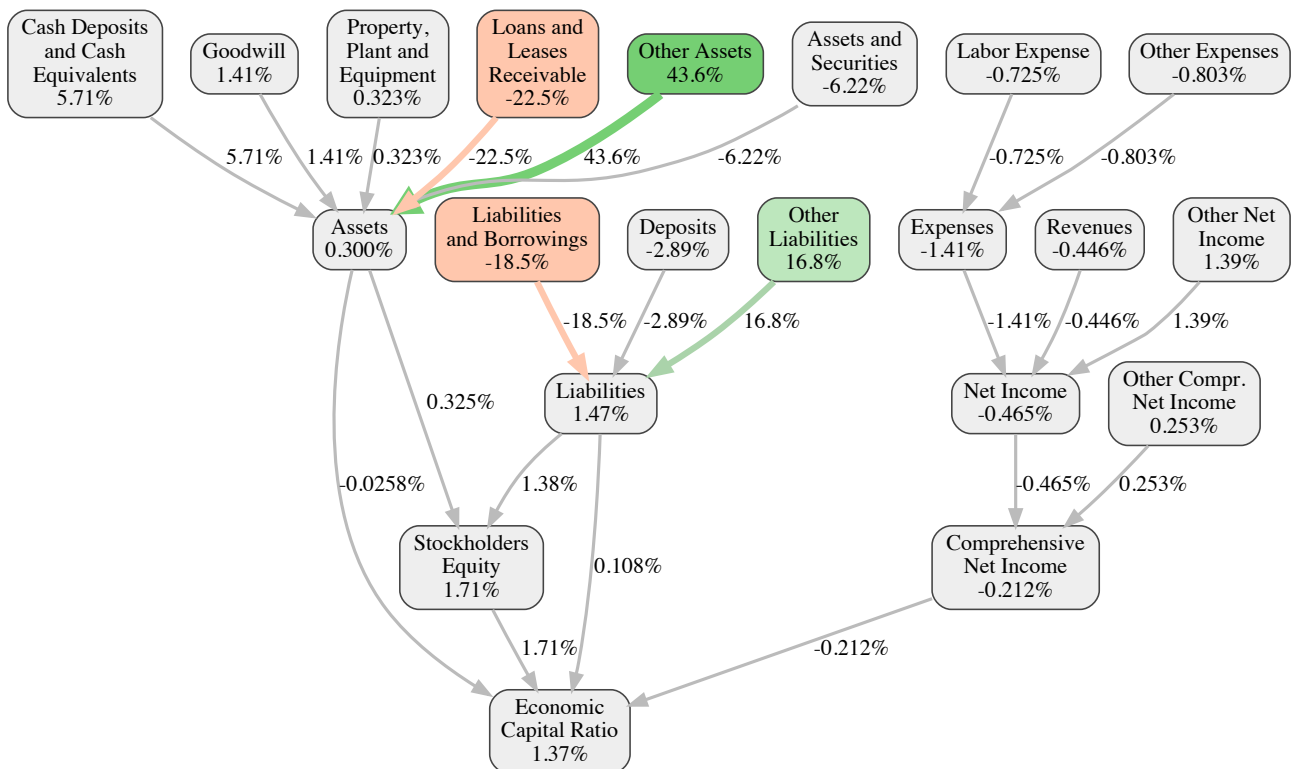 Cash Deposits
and Cash
Equivalents
5.71%
Goodwill
1.41%
Property,
Plant and
Equipment
0.323%
Loans and
Leases
Receivable
-22.5%
Other Assets
43.6%
Assets and
Securities
-6.22%
Labor Expense
-0.725%
Other Expenses
-0.803%
5.71%
1.41%
0.323%
-22.5%
43.6%
-6.22%
-0.725%
-0.803%
Assets
0.300%
Liabilities
and Borrowings
-18.5%
Deposits
-2.89%
Other
Liabilities
16.8%
Expenses
-1.41%
Revenues
-0.446%
Other Net
Income
1.39%
-18.5%
-2.89%
16.8%
-1.41%
-0.446%
1.39%
0.325%
Liabilities
1.47%
Net Income
-0.465%
Other Compr.
Net Income
0.253%
-0.0258%
1.38%
-0.465%
0.253%
Stockholders
Equity
1.71%
0.108%
Comprehensive
Net Income
-0.212%
1.71%
-0.212%
Economic
Capital Ratio
1.37%